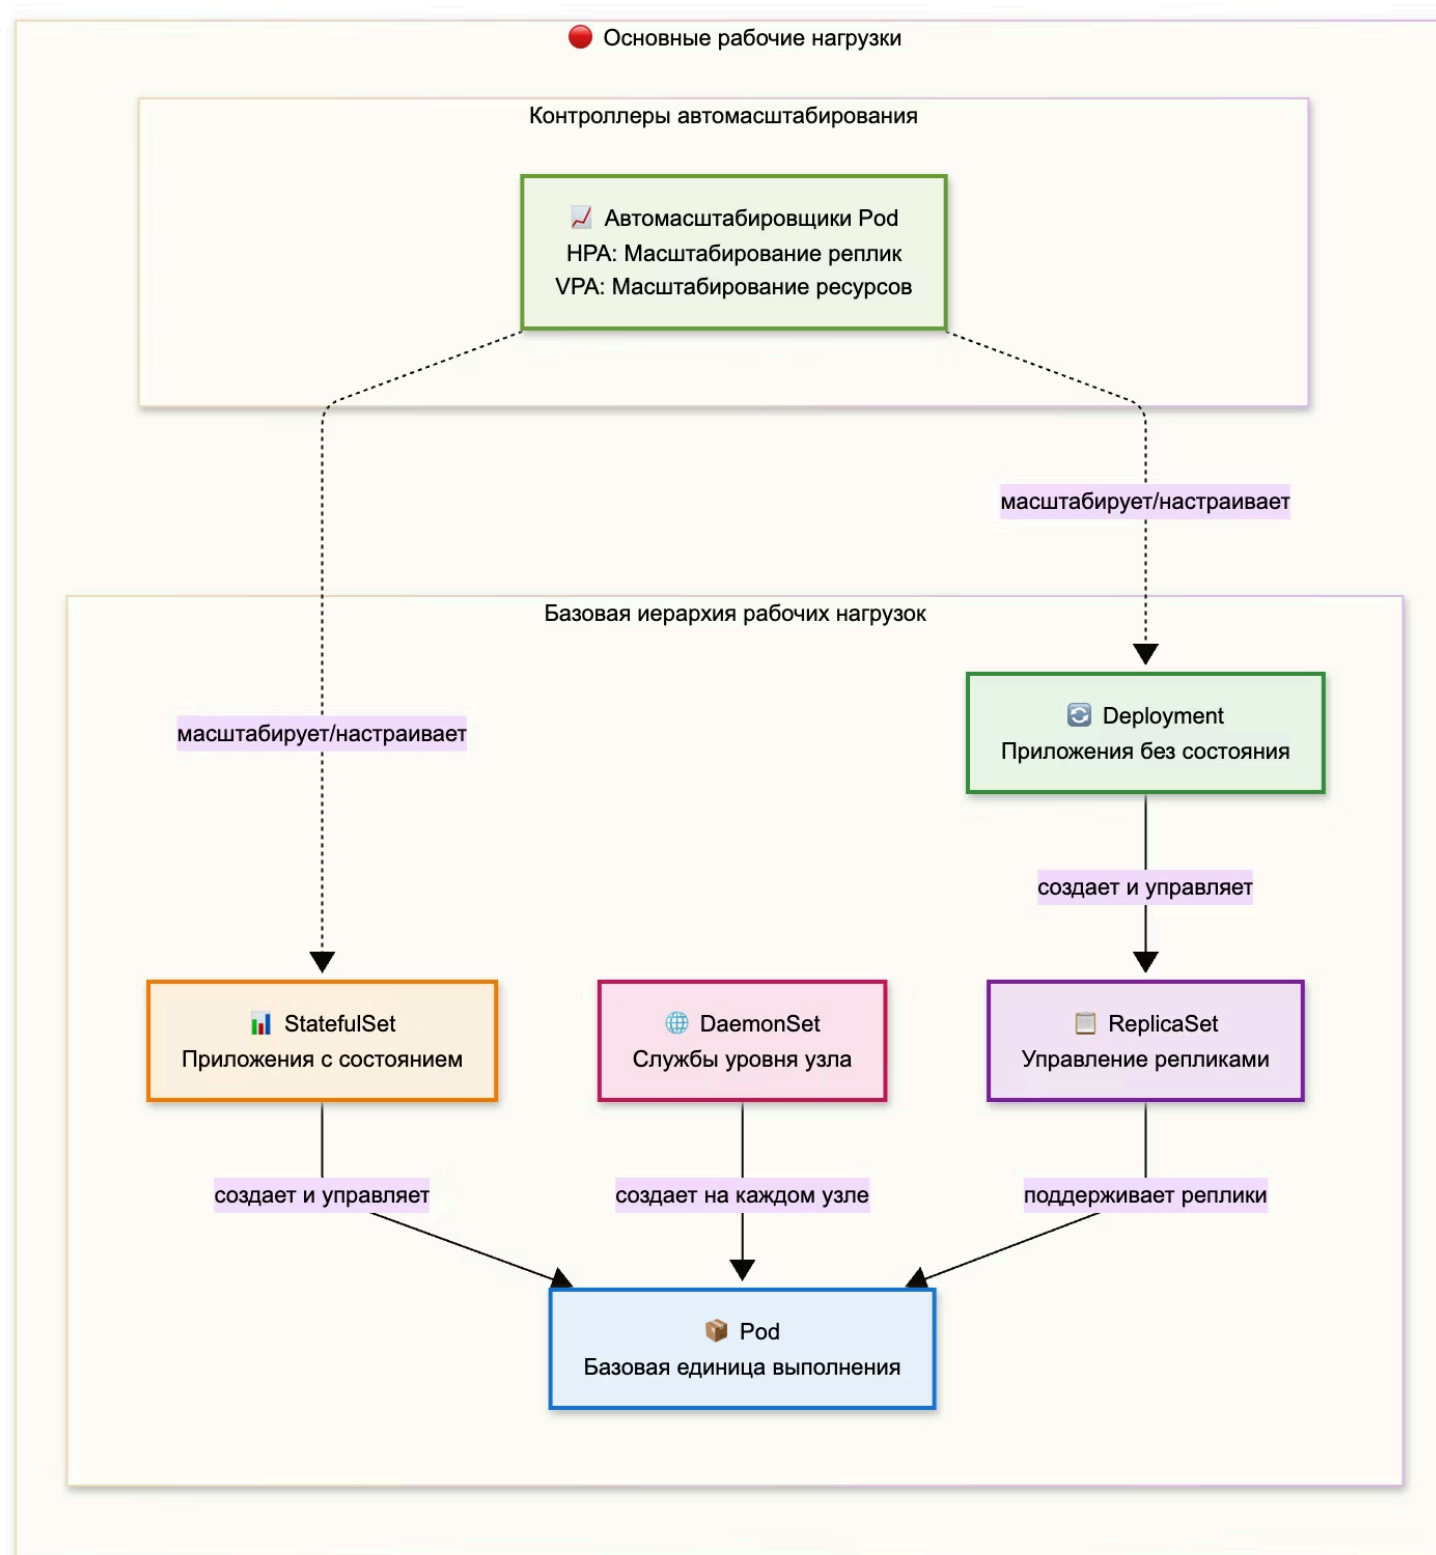 🔴 Основные рабочие нагрузки
Контроллеры автомасштабирования
📈 Автомасштабировщики Pod
HPA: Масштабирование реплик
VPA: Масштабирование ресурсов
масштабирует/настраивает
Базовая иерархия рабочих нагрузок
🔄 Deployment
Приложения без состояния
масштабирует/настраивает
создает и управляет
📊 StatefulSet
Приложения с состоянием
🌐 DaemonSet
Службы уровня узла
📋 ReplicaSet
Управление репликами
создает и управляет
создает на каждом узле
поддерживает реплики
📦 Pod
Базовая единица выполнения